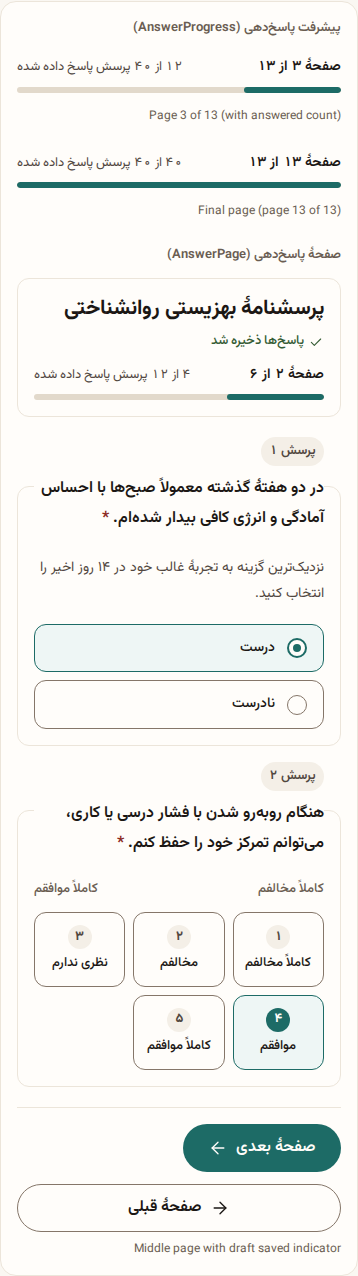 پیشرفت پاسخ‌دهی (AnswerProgress)
صفحهٔ ۳ از ۱۳
۱۲ از ۴۰ پرسش پاسخ داده شده
Page 3 of 13 (with answered count)
صفحهٔ ۱۳ از ۱۳
۴۰ از ۴۰ پرسش پاسخ داده شده
Final page (page 13 of 13)
صفحهٔ پاسخ‌دهی (AnswerPage)
پرسشنامهٔ بهزیستی روانشناختی
پاسخ‌ها ذخیره شد
صفحهٔ ۲ از ۶
۴ از ۱۲ پرسش پاسخ داده شده
پرسش ۱
در دو هفتهٔ گذشته معمولاً صبح‌ها با احساس
آمادگی و انرژی کافی بیدار شده‌ام. *
نزدیک‌ترین گزینه به تجربهٔ غالب خود در ۱۴ روز اخیر را
انتخاب کنید.
درست
نادرست
پرسش ۲
هنگام روبه‌رو شدن با فشار درسی یا کاری،
می‌توانم تمرکز خود را حفظ کنم. *
کاملاً مخالفم
کاملاً موافقم
۱
کاملاً مخالفم
۲
مخالفم
۳
نظری ندارم
۴
موافقم
۵
کاملاً موافقم
صفحهٔ بعدی
صفحهٔ قبلی
Middle page with draft saved indicator